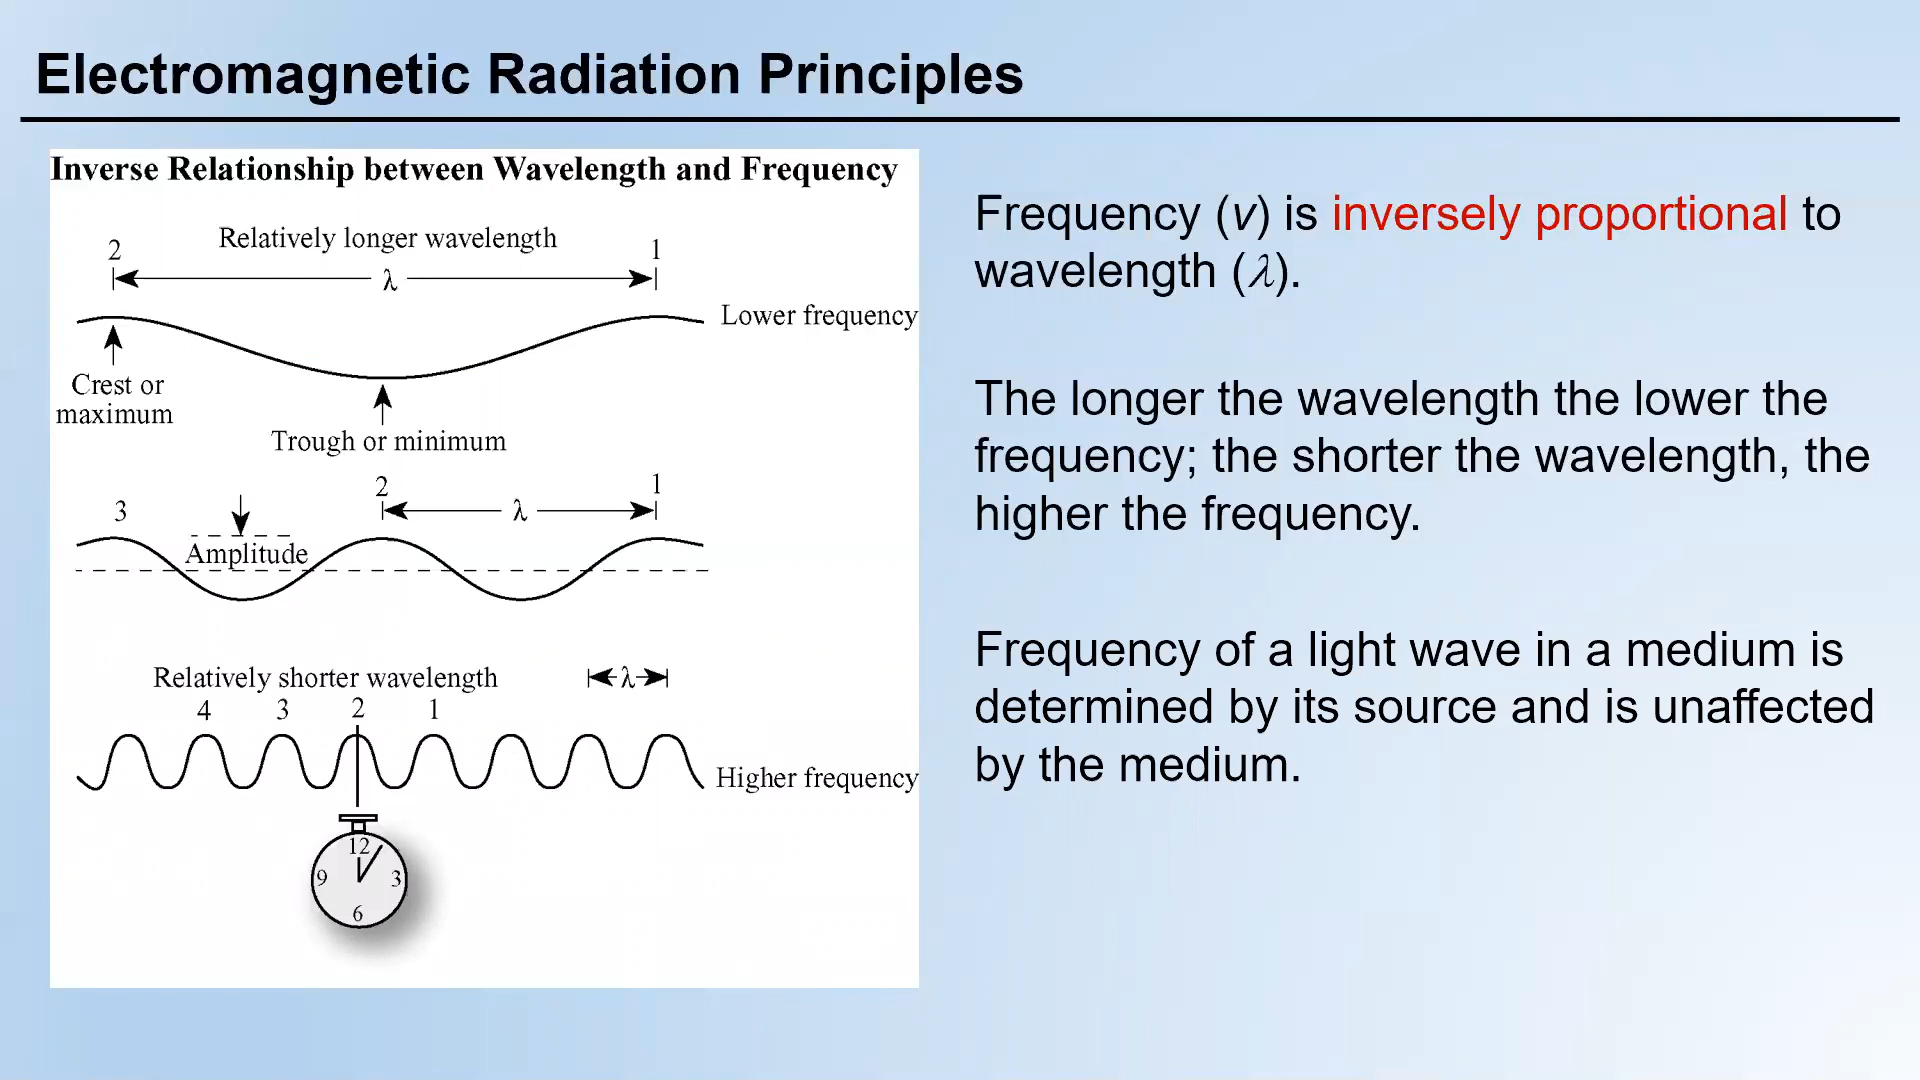 Electromagnetic Radiation Principles
Inverse Relationship between Wavelength and Frequency
Relatively longer wavelength
2
1
λ
Lower frequency
Crest or
maximum
Trough or minimum
2
1
3
λ
Amplitude
Relatively shorter wavelength
λ
4 3 2 1
Higher frequency
12
9 3
6
Frequency (v) is inversely proportional to
wavelength (λ).
The longer the wavelength the lower the
frequency; the shorter the wavelength, the
higher the frequency.
Frequency of a light wave in a medium is
determined by its source and is unaffected
by the medium.